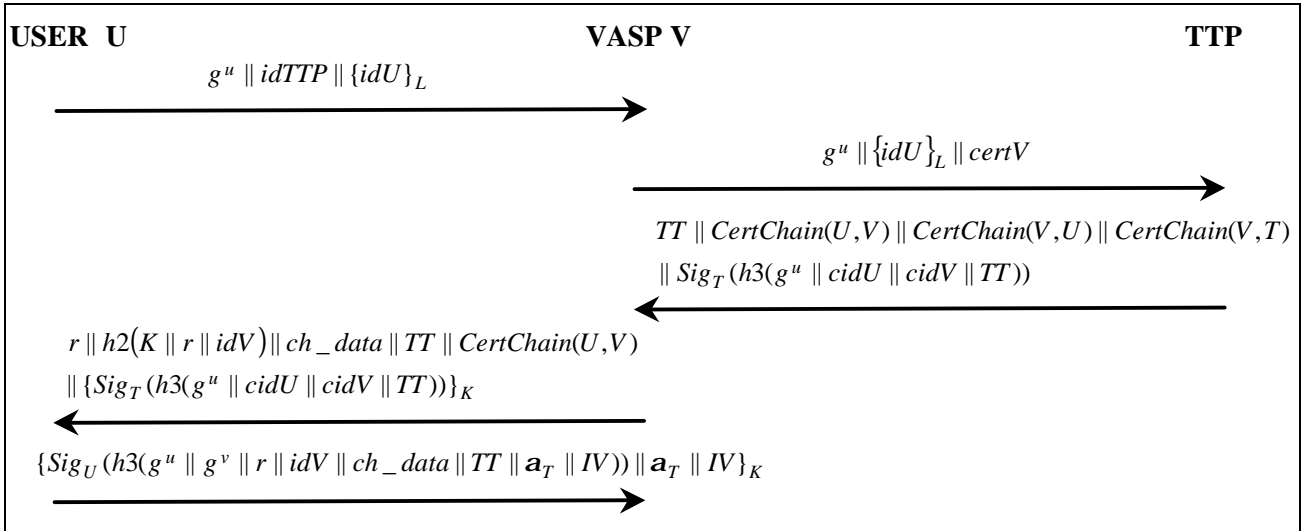 USER U VASP V TTP
g^u || idTTP || {idU}_L
g^u || {idU}_L || certV
TT || CertChain(U,V) || CertChain(V,U) || CertChain(V,T)
|| Sig_T (h3(g^u || cidU || cidV || TT))
r || h2(K || r || idV) || ch_data || TT || CertChain(U,V)
|| {Sig_T (h3(g^u || cidU || cidV || TT))}_K
{Sig_U (h3(g^u || g^v || r || idV || ch_data || TT || a_T || IV)) || a_T || IV}_K